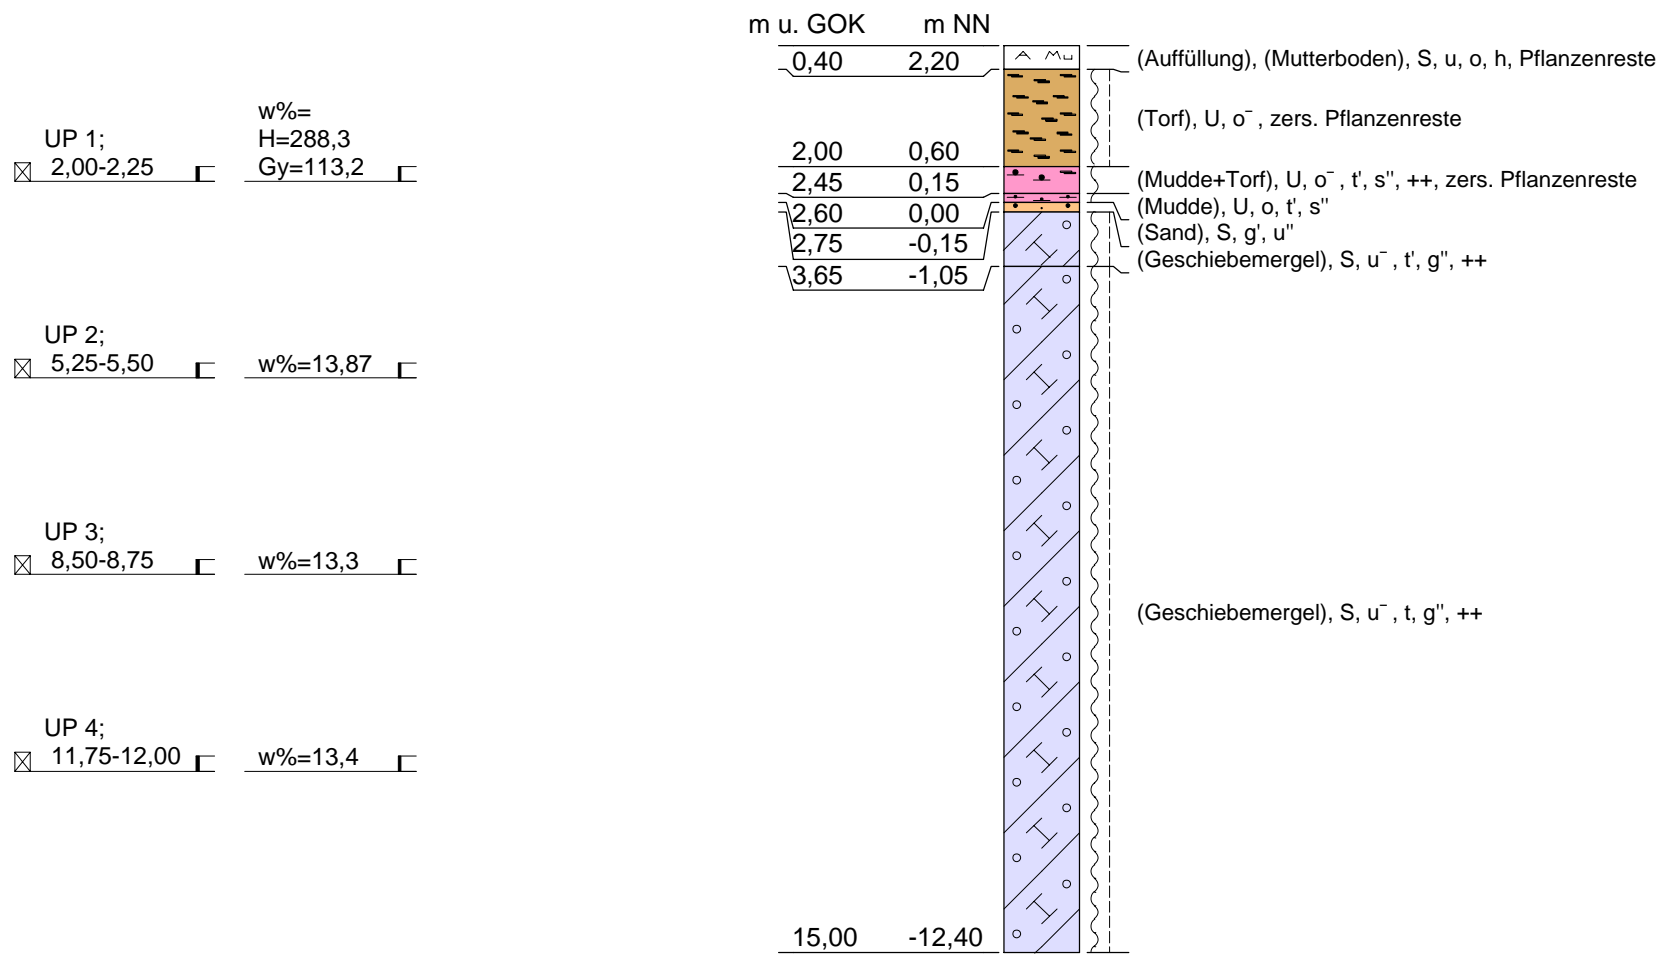 m u. GOK m NN
0,40 2,20
(Auffüllung), (Mutterboden), S, u, o, h, Pflanzenreste
A Mu
(Torf), U, o¯ , zers. Pflanzenreste
w%=
UP 1; H=288,3
2,00-2,25 Gy=113,2
2,00 0,60
2,45 0,15
(Mudde+Torf), U, o¯ , t', s'', ++, zers. Pflanzenreste
(Mudde), U, o, t', s''
2,60 0,00
(Sand), S, g', u''
2,75 -0,15
(Geschiebemergel), S, u¯ , t', g'', ++
3,65 -1,05
UP 2;
5,25-5,50 w%=13,87
UP 3;
8,50-8,75 w%=13,3
(Geschiebemergel), S, u¯ , t, g'', ++
UP 4;
11,75-12,00 w%=13,4
15,00 -12,40